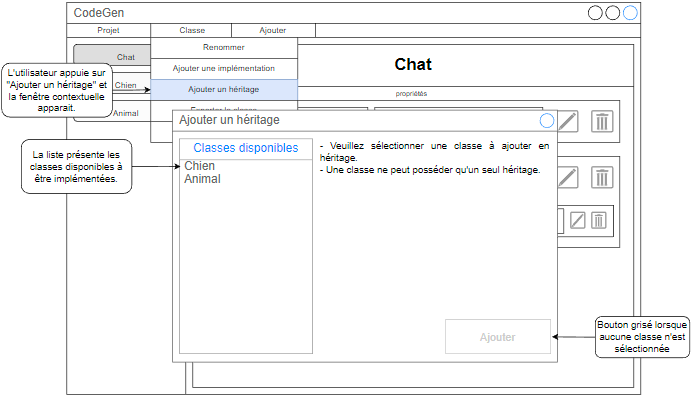 CodeGen
Projet
Classe
Ajouter
Renommer
Ajouter une implémentation
Ajouter un héritage
Chat
Chien
Animal
Chat
propriétés
L'utilisateur appuie sur
"Ajouter un héritage" et
la fenêtre contextuelle
apparait.
Ajouter un héritage
Classes disponibles
Chien
Animal
- Veuillez sélectionner une classe à ajouter en
héritage.
- Une classe ne peut posséder qu'un seul héritage.
La liste présente les
classes disponibles à
être implémentées.
Ajouter
Bouton grisé lorsque
aucune classe n'est
sélectionnée